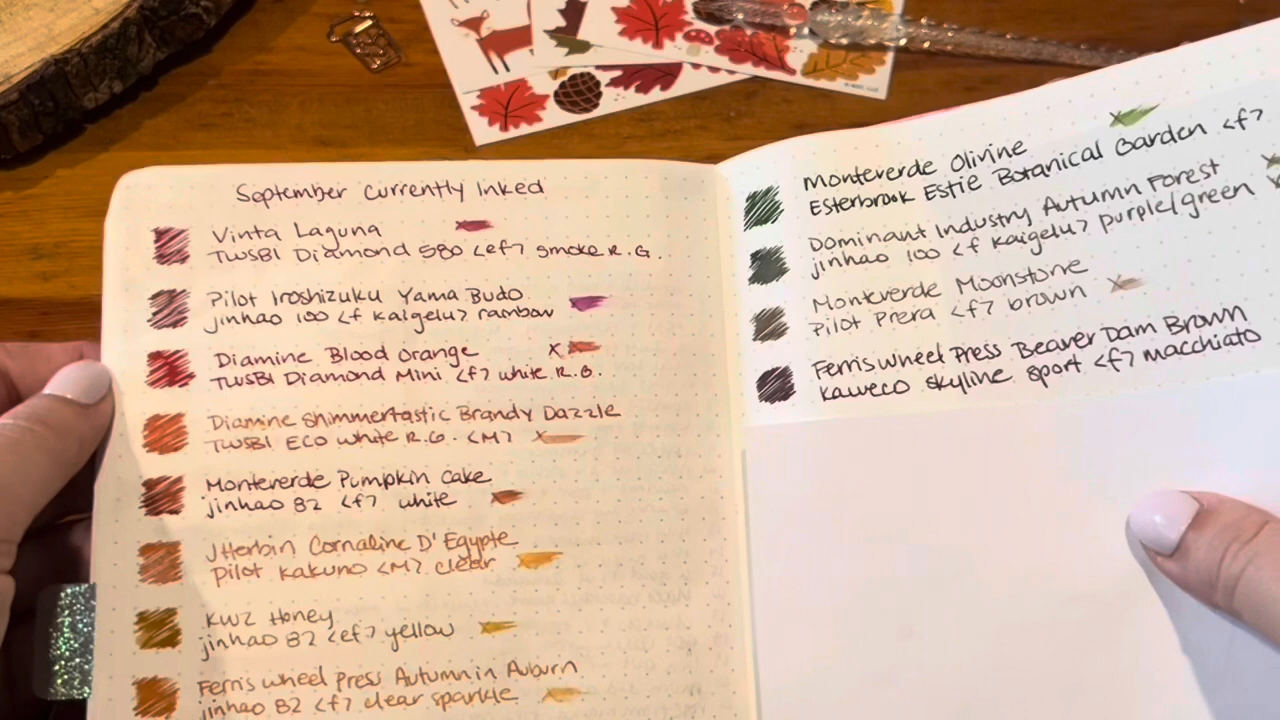 September Currently Inked
Vinta Laguna
TWSBI Diamond 580 <ef> smoke R.G.
Pilot Iroshizuku Yama Budo
jinhao 100 <f Kaigelu> rainbow
Diamine Blood orange X
TWSBI Diamond Mini <f> white R.G.
Diamine Shimmertastic Brandy Dazzle
TWSBI ECO white R.G. <M> X
Monteverde Pumpkin Cake
jinhao 82 <f> white
JHerbin Cornaline D'Egypte
Pilot Kakuno <M> clear
KWZ Honey
jinhao 82 <ef> yellow
Ferris wheel press Autumn in Auburn
jinhao 82 <f> clear sparkle
Monteverde Olivine X
Esterbrook Estie Botanical Garden <f>
Dominant Industry Autumn Forest
jinhao 100 <f Kaigelu> purple/green
Monteverde Moonstone
Pilot Prera <f> brown X
Ferris wheel Press Beaver Dam Brown
kaweco skyline sport <f> macchiato